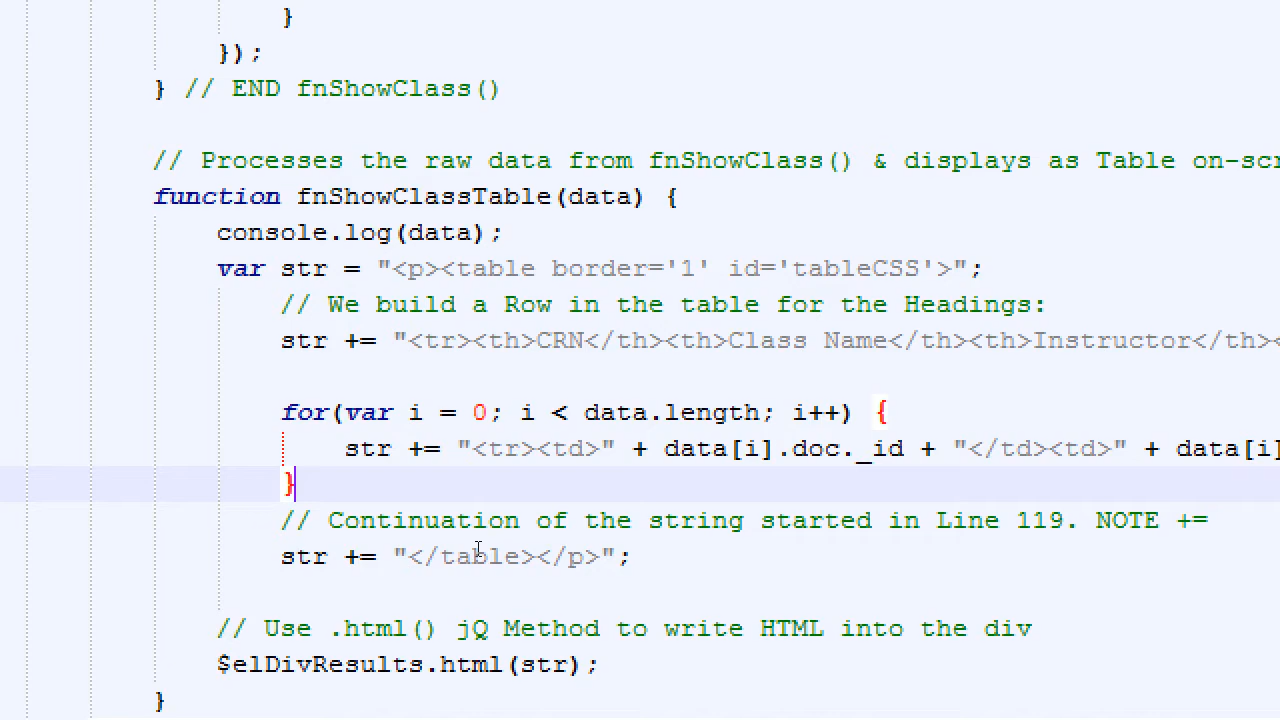 }
});
} // END fnShowClass()
// Processes the raw data from fnShowClass() & displays as Table on-scr
function fnShowClassTable(data) {
console.log(data);
var str = "<p><table border='1' id='tableCSS'>";
// We build a Row in the table for the Headings:
str += "<tr><th>CRN</th><th>Class Name</th><th>Instructor</th><
for(var i = 0; i < data.length; i++) {
str += "<tr><td>" + data[i].doc._id + "</td><td>" + data[i]
}
// Continuation of the string started in Line 119. NOTE +=
str += "</table></p>";
// Use .html() jQ Method to write HTML into the div
$elDivResults.html(str);
}